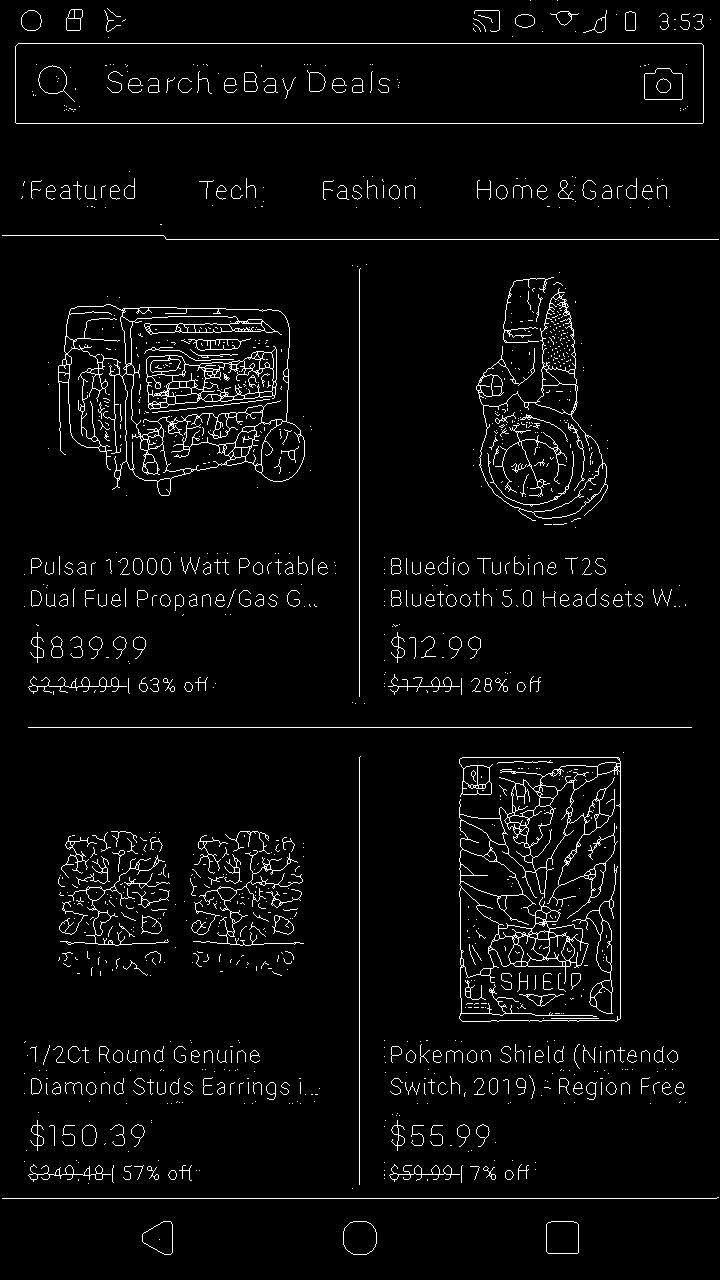 3:53
Search eBay Deals
Featured Tech Fashion Home & Garden
Pulsar 12000 Watt Portable
Dual Fuel Propane/Gas G...
$839.99
$2,249.99 | 63% off
Bluedio Turbine T2S
Bluetooth 5.0 Headsets W...
$12.99
$17.99 | 28% off
SHIELD
1/2Ct Round Genuine
Diamond Studs Earrings i...
$150.39
$349.48 | 57% off
Pokemon Shield (Nintendo
Switch, 2019) - Region Free
$55.99
$59.99 | 7% off